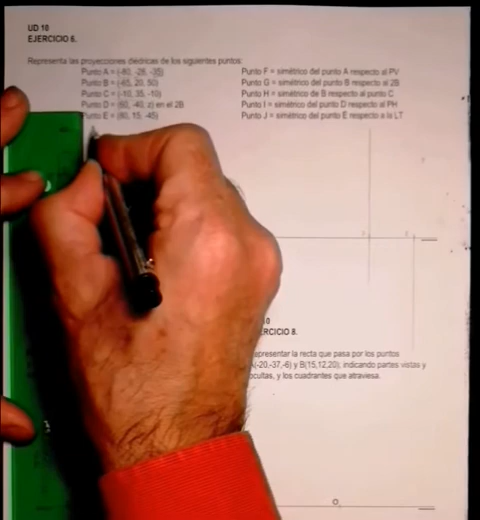 UD 10
EJERCICIO 6.
Representa las proyecciones diédricas de los siguientes puntos:
Punto A = (-80, -28, -35)
Punto B = (-45, 20, 50)
Punto C = (-10, 35, -10)
Punto D = (60, -40, z) en el 2B
Punto E = (80, 15, -45)
Punto F = simétrico del punto A respecto al PV
Punto G = simétrico del punto B respecto al 2B
Punto H = simétrico de B respecto al punto C
Punto I = simétrico del punto D respecto al PH
Punto J = simétrico del punto E respecto a la LT
0
ERCICIO 8.
epresentar la recta que pasa por los puntos
(-20,-37,-6) y B(15,12,20); indicando partes vistas y
ocultas, y los cuadrantes que atraviesa.
O